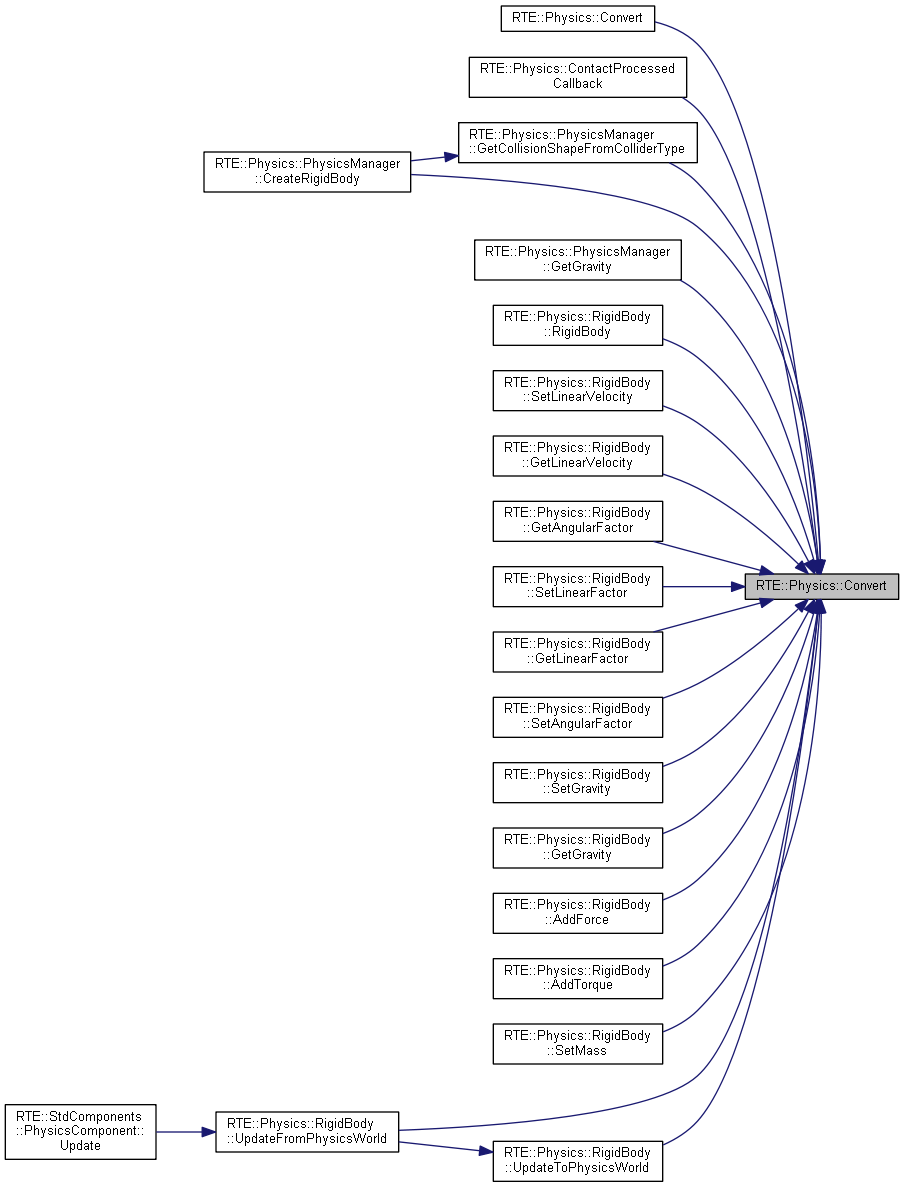 RTE::Physics::Convert
RTE::Physics::ContactProcessed
Callback
RTE::Physics::PhysicsManager
::GetCollisionShapeFromColliderType
RTE::Physics::PhysicsManager
::CreateRigidBody
RTE::Physics::PhysicsManager
::GetGravity
RTE::Physics::RigidBody
::RigidBody
RTE::Physics::RigidBody
::SetLinearVelocity
RTE::Physics::RigidBody
::GetLinearVelocity
RTE::Physics::RigidBody
::GetAngularFactor
RTE::Physics::Convert
RTE::Physics::RigidBody
::SetLinearFactor
RTE::Physics::RigidBody
::GetLinearFactor
RTE::Physics::RigidBody
::SetAngularFactor
RTE::Physics::RigidBody
::SetGravity
RTE::Physics::RigidBody
::GetGravity
RTE::Physics::RigidBody
::AddForce
RTE::Physics::RigidBody
::AddTorque
RTE::Physics::RigidBody
::SetMass
RTE::StdComponents
::PhysicsComponent::
Update
RTE::Physics::RigidBody
::UpdateFromPhysicsWorld
RTE::Physics::RigidBody
::UpdateToPhysicsWorld